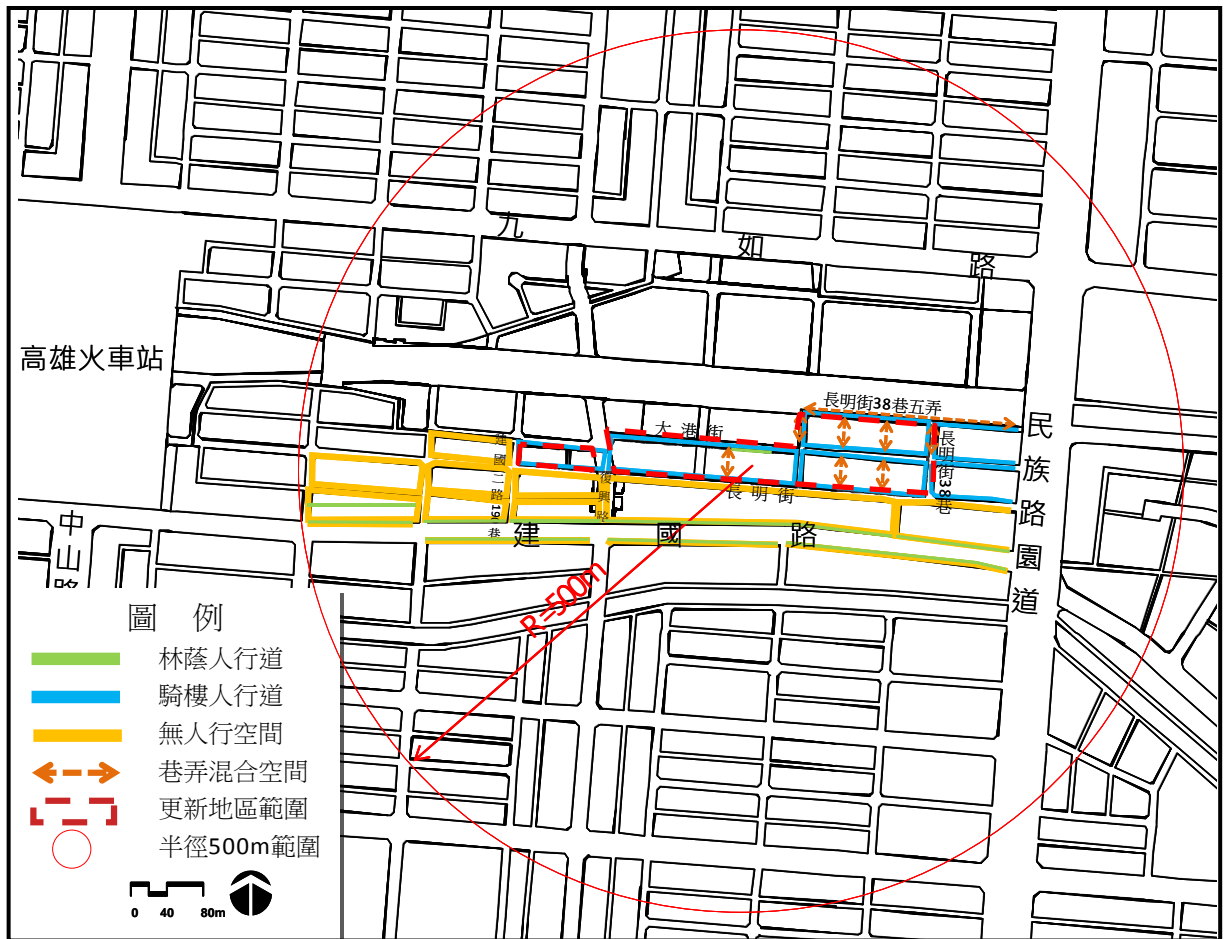 九如路
高雄火車站
長明街38巷五弄
大港街
民族路園道
長明街38巷
建國二路19巷
復興路
長明街
中山路
建國路
R=500m
圖例
林蔭人行道
騎樓人行道
無人行空間
巷弄混合空間
更新地區範圍
半徑500m範圍
0 40 80m